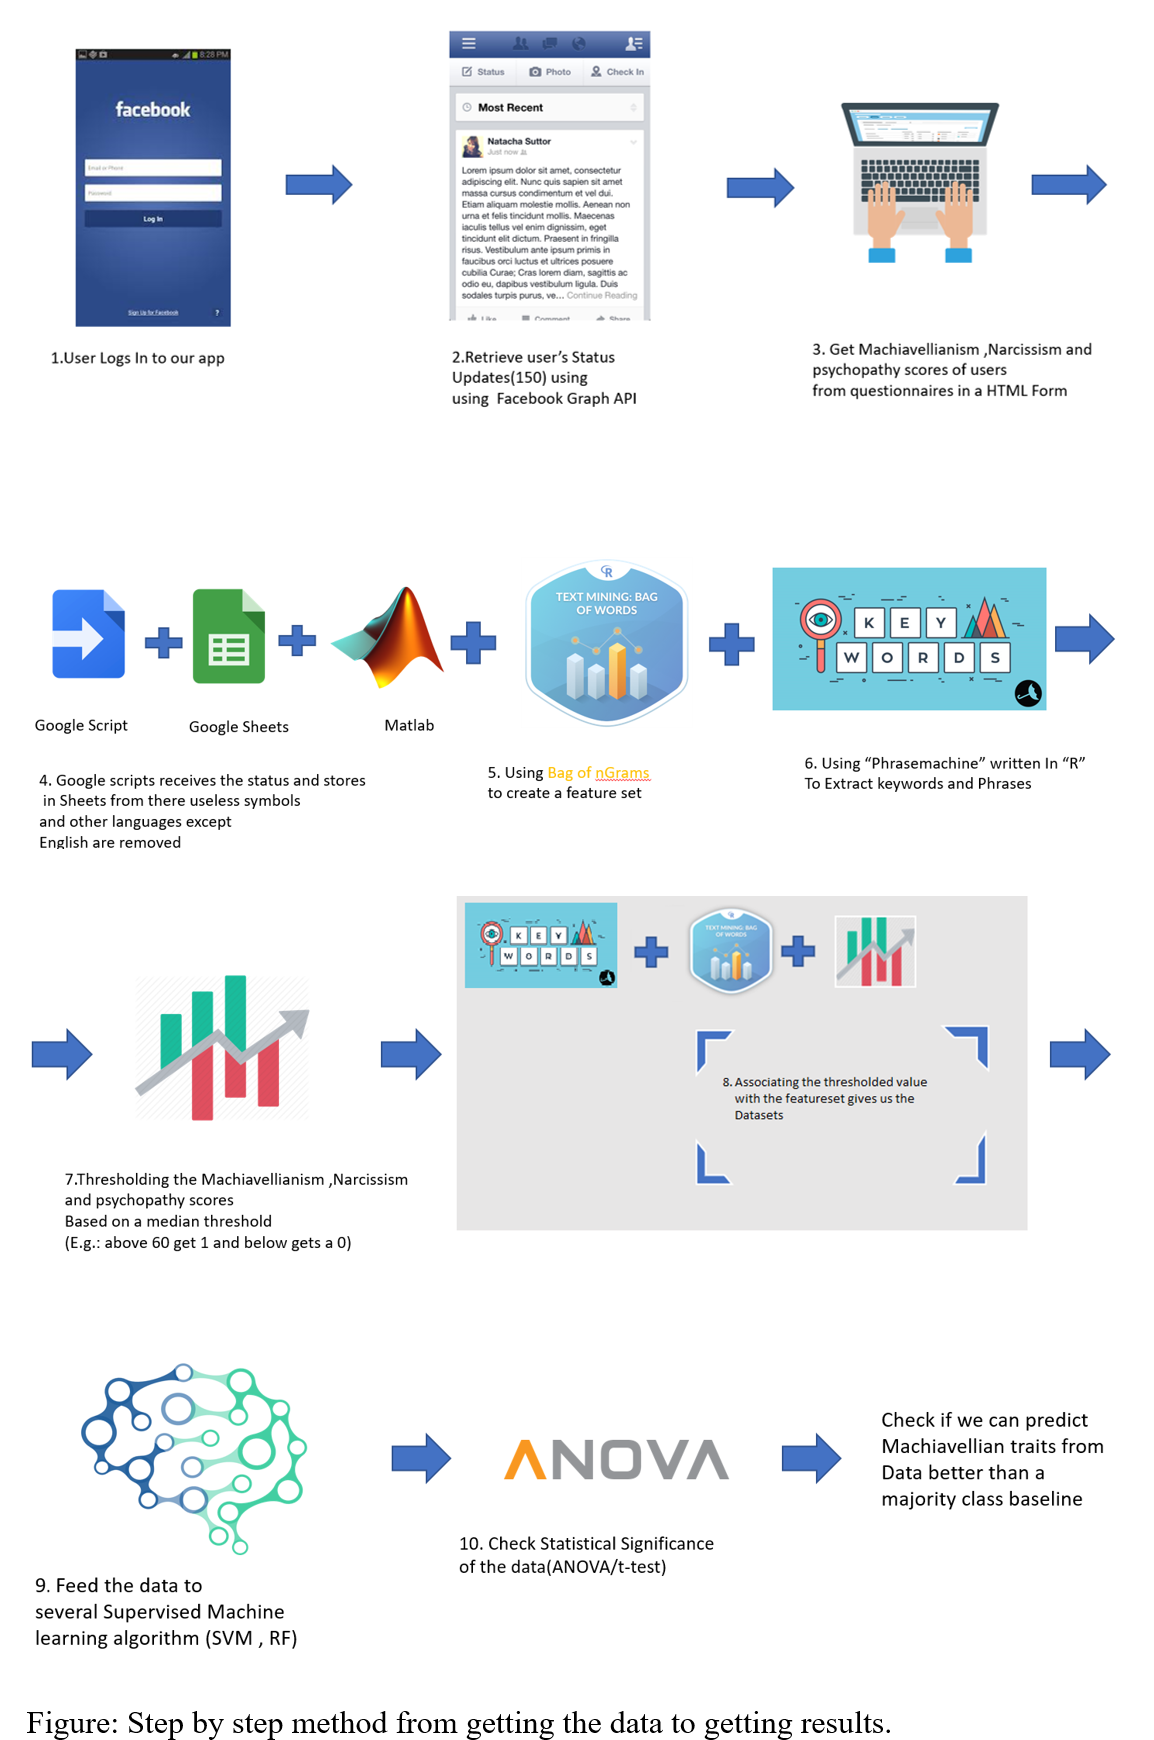 8:28 PM
facebook
Email or Phone
Password
Log In
Sign Up for Facebook
?
Status Photo Check In
Most Recent
Natacha Suttor
Just now
Lorem ipsum dolor sit amet, consectetur
adipiscing elit. Nunc quis sapien sit amet
massa cursus condimentum et vel dui.
Etiam aliquam molestie mollis. Aenean non
urna et felis tincidunt mollis. Maecenas
iaculis tellus vel enim dignissim, eget
tincidunt elit dictum. Praesent in fringilla
risus. Vestibulum ante ipsum primis in
faucibus orci luctus et ultrices posuere
cubilia Curae; Cras lorem diam, sagittis ac
odio eu, dapibus vestibulum ligula. Duis
sodales turpis purus, ve... Continue Reading
Like Comment Share
1.User Logs In to our app
2.Retrieve user's Status
Updates(150) using
using Facebook Graph API
3. Get Machiavellianism ,Narcissism and
psychopathy scores of users
from questionnaires in a HTML Form
Google Script
Google Sheets
Matlab
R
TEXT MINING: BAG
OF WORDS
KEY
WORDS
4. Google scripts receives the status and stores
in Sheets from there useless symbols
and other languages except
English are removed
5. Using Bag of nGrams
to create a feature set
6. Using “Phrasemachine” written In “R”
To Extract keywords and Phrases
KEY
WORDS
R
TEXT MINING: BAG
OF WORDS
7.Thresholding the Machiavellianism ,Narcissism
and psychopathy scores
Based on a median threshold
(E.g.: above 60 get 1 and below gets a 0)
8. Associating the thresholded value
with the featureset gives us the
Datasets
9. Feed the data to
several Supervised Machine
learning algorithm (SVM , RF)
ANOVA
10. Check Statistical Significance
of the data(ANOVA/t-test)
Check if we can predict
Machiavellian traits from
Data better than a
majority class baseline
Figure: Step by step method from getting the data to getting results.